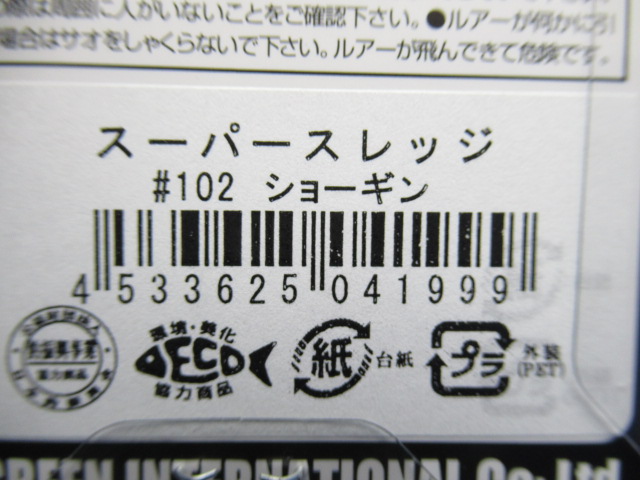 に人がいないことをご確認下さい。●ルアーが何かに引
場合はサオをしゃくらないで下さい。ルアーが飛んできて危険です。
スーパースレッジ
#102 ショーギン
4 533625 041999
環境・美化
ECO
協力商品
紙
台紙
プラ
外装
(PET)
GREEN INTERNATIONAL Co.,Ltd